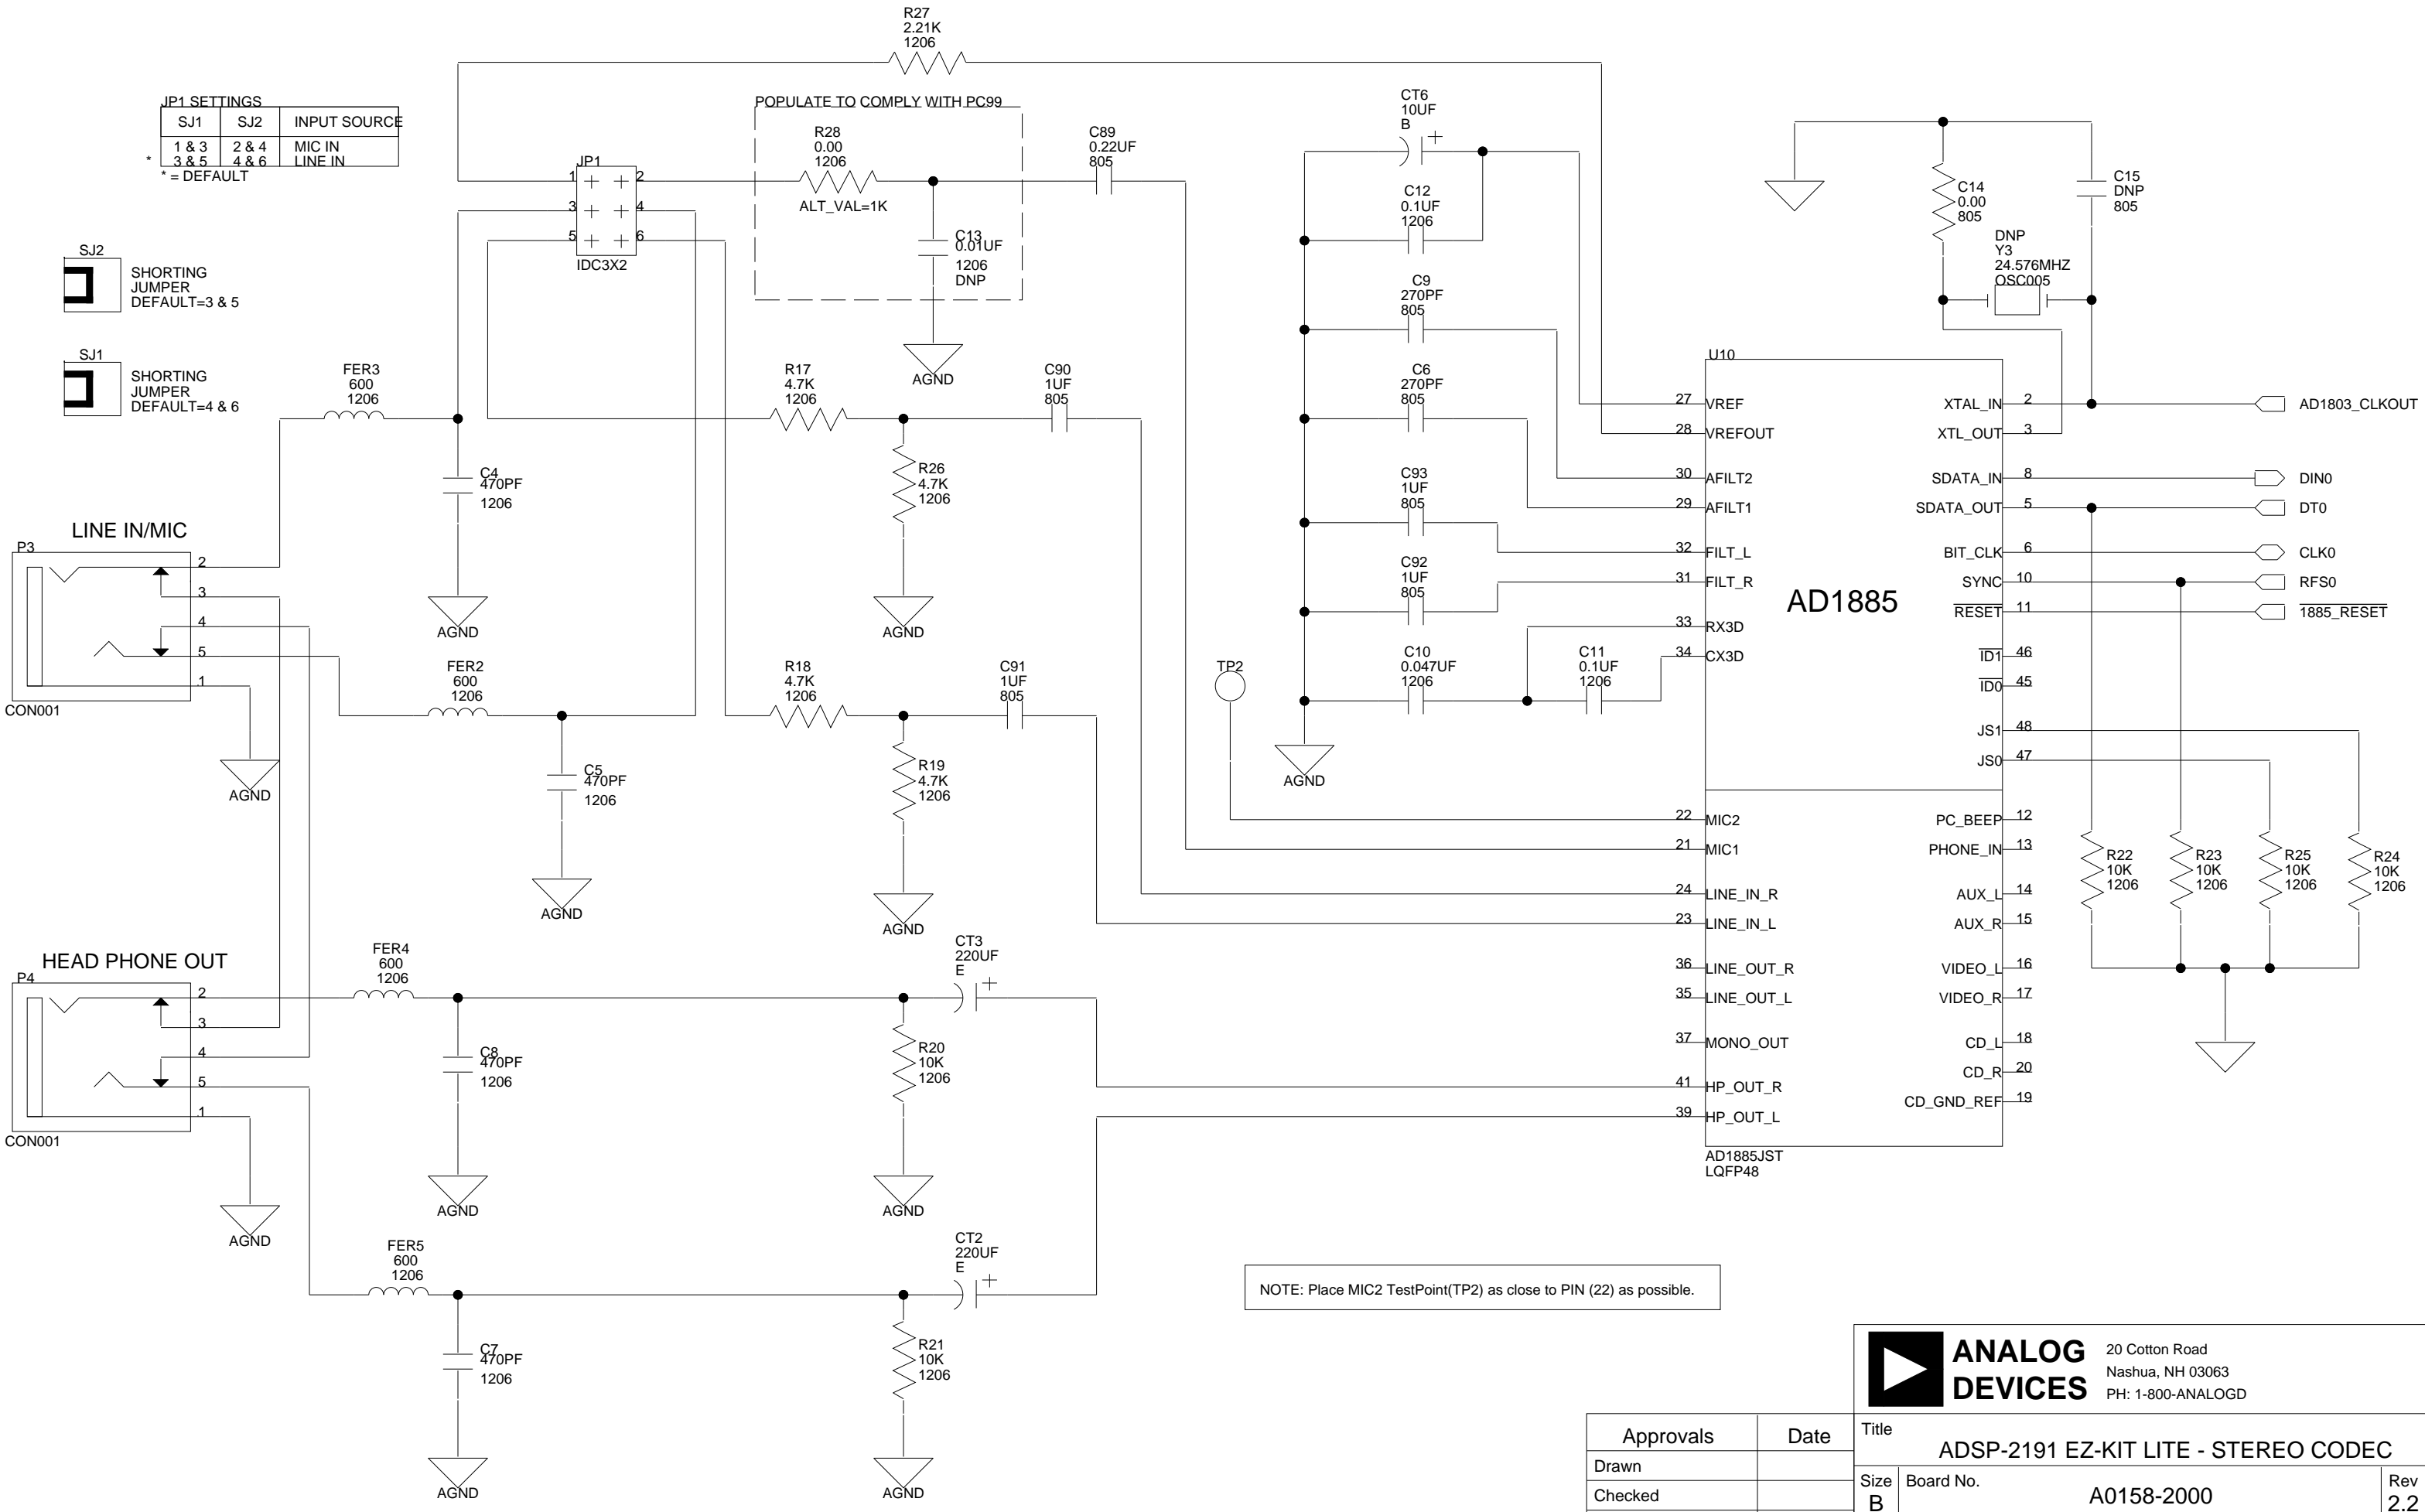 R27
2.21K
1206
JP1 SETTINGS
SJ1 SJ2 INPUT SOURCE
1 & 3 2 & 4 MIC IN
* 3 & 5 4 & 6 LINE IN
* = DEFAULT
SJ2
SHORTING
JUMPER
DEFAULT=3 & 5
SJ1
SHORTING
JUMPER
DEFAULT=4 & 6
JP1
1 2
3 4
5 6
IDC3X2
POPULATE TO COMPLY WITH PC99
R28
0.00
1206
ALT_VAL=1K
C13
0.01UF
1206
DNP
AGND
C89
0.22UF
805
CT6
10UF
B
+
C12
0.1UF
1206
C9
270PF
805
C6
270PF
805
C93
1UF
805
C92
1UF
805
C10
0.047UF
1206
C11
0.1UF
1206
AGND
TP2
C14
0.00
805
C15
DNP
805
DNP
Y3
24.576MHZ
OSC005
FER3
600
1206
C4
470PF
1206
AGND
R17
4.7K
1206
C90
1UF
805
R26
4.7K
1206
AGND
LINE IN/MIC
P3
2
3
4
5
1
CON001
AGND
FER2
600
1206
C5
470PF
1206
AGND
R18
4.7K
1206
C91
1UF
805
R19
4.7K
1206
AGND
HEAD PHONE OUT
P4
2
3
4
5
1
CON001
AGND
FER4
600
1206
C8
470PF
1206
AGND
CT3
220UF
E
+
R20
10K
1206
AGND
FER5
600
1206
C7
470PF
1206
AGND
CT2
220UF
E
+
R21
10K
1206
AGND
U10
AD1885
27 VREF
28 VREFOUT
30 AFILT2
29 AFILT1
32 FILT_L
31 FILT_R
33 RX3D
34 CX3D
22 MIC2
21 MIC1
24 LINE_IN_R
23 LINE_IN_L
36 LINE_OUT_R
35 LINE_OUT_L
37 MONO_OUT
41 HP_OUT_R
39 HP_OUT_L
XTAL_IN 2 AD1803_CLKOUT
XTL_OUT 3
SDATA_IN 8 DIN0
SDATA_OUT 5 DT0
BIT_CLK 6 CLK0
SYNC 10 RFS0
RESET 11 1885_RESET
ID1 46
ID0 45
JS1 48
JS0 47
PC_BEEP 12
PHONE_IN 13
AUX_L 14
AUX_R 15
VIDEO_L 16
VIDEO_R 17
CD_L 18
CD_R 20
CD_GND_REF 19
AD1885JST
LQFP48
R22
10K
1206
R23
10K
1206
R25
10K
1206
R24
10K
1206
NOTE: Place MIC2 TestPoint(TP2) as close to PIN (22) as possible.
ANALOG
DEVICES
20 Cotton Road
Nashua, NH 03063
PH: 1-800-ANALOGD
Approvals Date
Drawn
Checked
Title
ADSP-2191 EZ-KIT LITE - STEREO CODEC
Size
B
Board No.
A0158-2000
Rev
2.2